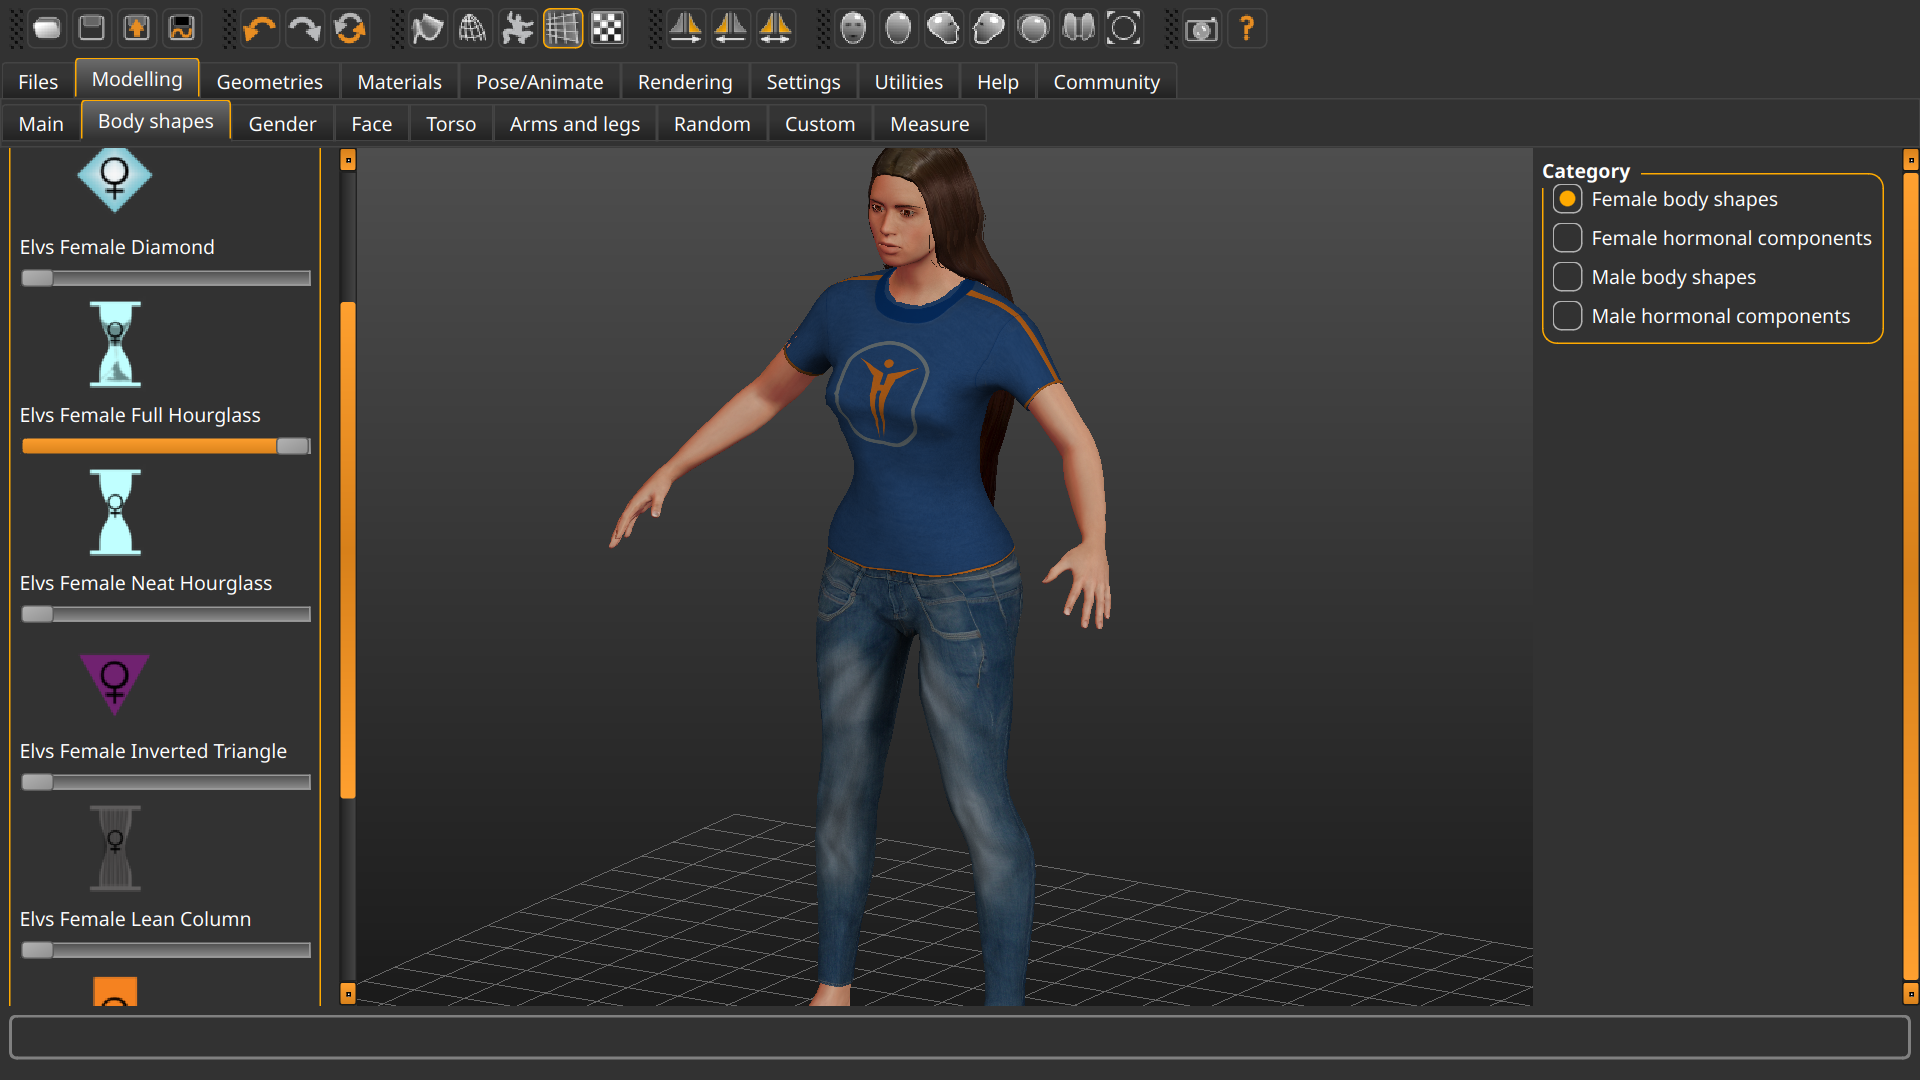 Files Modelling Geometries Materials Pose/Animate Rendering Settings Utilities Help Community
Main Body shapes Gender Face Torso Arms and legs Random Custom Measure
Elvs Female Diamond
Elvs Female Full Hourglass
Elvs Female Neat Hourglass
Elvs Female Inverted Triangle
Elvs Female Lean Column
Category
Female body shapes
Female hormonal components
Male body shapes
Male hormonal components